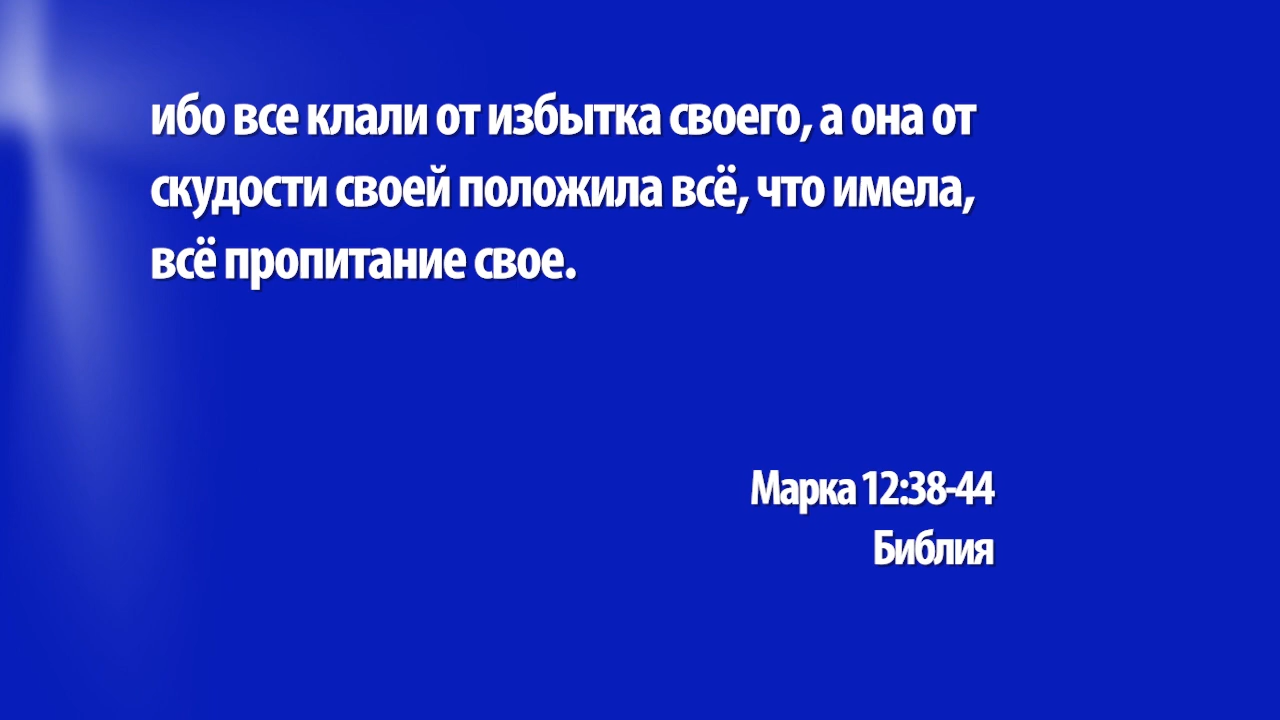 ибо все клали от избытка своего, а она от
скудости своей положила всё, что имела,
всё пропитание свое.
Марка 12:38-44
Библия